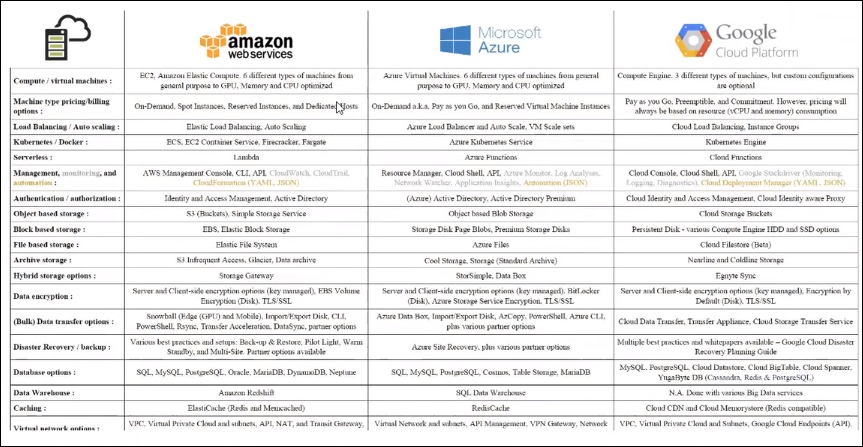 amazon
web services
Microsoft
Azure
Google
Cloud Platform
Compute / virtual machines :
EC2, Amazon Elastic Compute. 6 different types of machines from
general purpose to GPU, Memory and CPU optimized
Azure Virtual Machines. 6 different types of machines from general
purpose to GPU, Memory and CPU optimized
Compute Engine. 3 different types of machines, but custom configurations
are optional
Machine type pricing/billing
options :
On-Demand, Spot Instances, Reserved Instances, and Dedicated Hosts
On-Demand a.k.a. Pay as you Go, and Reserved Virtual Machine Instances
Pay as you Go, Preemptible, and Commitment. However, pricing will
always be based on resource (vCPU and memory) consumption
Load Balancing / Auto scaling :
Elastic Load Balancing, Auto Scaling
Azure Load Balancer and Auto Scale, VM Scale sets
Cloud Load Balancing, Instance Groups
Kubernetes / Docker :
ECS, EC2 Container Service, Firecracker, Fargate
Azure Kubernetes Service
Kubernetes Engine
Serverless :
Lambda
Azure Functions
Cloud Functions
Management, monitoring, and
automation :
AWS Management Console, CLI, API, CloudWatch, CloudTrail,
CloudFormation (YAML, JSON)
Resource Manager, Cloud Shell, API, Azure Monitor, Log Analyses,
Network Watcher, Application Insights, Automation (JSON)
Cloud Console, Cloud Shell, API, Google Stackdriver (Monitoring,
Logging, Diagnostics), Cloud Deployment Manager (YAML, JSON)
Authentication / authorization :
Identity and Access Management, Active Directory
(Azure) Active Directory, Active Directory Premium
Cloud Identity and Access Management, Cloud Identity aware Proxy
Object based storage :
S3 (Buckets), Simple Storage Service
Object based Blob Storage
Cloud Storage Buckets
Block based storage :
EBS, Elastic Block Storage
Storage Disk Page Blobs, Premium Storage Disks
Persistent Disk - various Compute Engine HDD and SSD options
File based storage :
Elastic File System
Azure Files
Cloud Filestore (Beta)
Archive storage :
S3 Infrequent Access, Glacier, Data archive
Cool Storage, Storage (Standard Archive)
Nearline and Coldline Storage
Hybrid storage options :
Storage Gateway
StorSimple, Data Box
Egnyte Sync
Data encryption :
Server and Client-side encryption options (key managed), EBS Volume
Encryption (Disk), TLS/SSL
Server and Client-side encryption options (key managed), BitLocker
(Disk), Azure Storage Service Encryption, TLS/SSL
Server and Client-side encryption options (key managed), Encryption by
Default (Disk), TLS/SSL
(Bulk) Data transfer options :
Snowball (Edge (GPU) and Mobile), Import/Export Disk, CLI,
PowerShell, Rsync, Transfer Acceleration, DataSync, partner options
Azure Data Box, Import/Export Disk, AzCopy, PowerShell, Azure CLI,
plus various partner options
Cloud Data Transfer, Transfer Appliance, Cloud Storage Transfer Service
Disaster Recovery / backup :
Various best practices and setups: Back-up & Restore, Pilot Light, Warm
Standby, and Multi-Site. Partner options available
Azure Site Recovery, plus various partner options
Multiple best practices and whitepapers available – Google Cloud Disaster
Recovery Planning Guide
Database options :
SQL, MySQL, PostgreSQL, Oracle, MariaDB, DynamoDB, Neptune
SQL, MySQL, PostgreSQL, Cosmos, Table Storage, MariaDB
MySQL, PostgreSQL, Cloud Datastore, Cloud BigTable, Cloud Spanner,
YugaByte DB (Cassandra, Redis & PostgreSQL)
Data Warehouse :
Amazon Redshift
SQL Data Warehouse
N.A. Done with various Big Data services
Caching :
ElastiCache (Redis and Memcached)
RedisCache
Cloud CDN and Cloud Memorystore (Redis compatible)
Virtual network options :
VPC, Virtual Private Cloud and subnets, API, NAT, and Transit Gateway,
Virtual Network and subnets, API Management, VPN Gateway, Network
VPC, Virtual Private Cloud and Subnets, Google Cloud Endpoints (API),